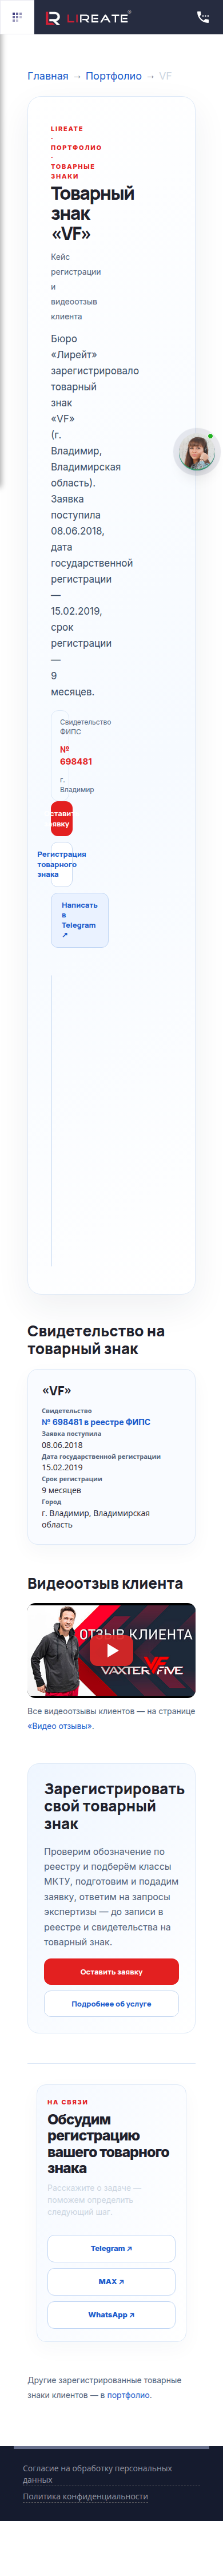 LIREATE®
Главная → Портфолио → VF
LIREATE
·
ПОРТФОЛИО
·
ТОВАРНЫЕ
ЗНАКИ
Товарный
знак
«VF»
Кейс
регистрации
и
видеоотзыв
клиента
Бюро
«Лирейт»
зарегистрировало
товарный
знак
«VF»
(г.
Владимир,
Владимирская
область).
Заявка
поступила
08.06.2018,
дата
государственной
регистрации
—
15.02.2019,
срок
регистрации
—
9
месяцев.
Свидетельство
ФИПС
№
698481
г.
Владимир
Регистрация
товарного
знака
Написать
в
Telegram
↗
Свидетельство на
товарный знак
«VF»
Свидетельство
№ 698481 в реестре ФИПС
Заявка поступила
08.06.2018
Дата государственной регистрации
15.02.2019
Срок регистрации
9 месяцев
Город
г. Владимир, Владимирская
область
Видеоотзыв клиента
ОТЗЫВ КЛИЕНТА
VAXTER FIVE
Все видеоотзывы клиентов — на странице
«Видео отзывы».
Зарегистрировать
свой товарный
знак
Проверим обозначение по
реестру и подберём классы
МКТУ, подготовим и подадим
заявку, ответим на запросы
экспертизы — до записи в
реестре и свидетельства на
товарный знак.
Оставить заявку
Подробнее об услуге
НА СВЯЗИ
Обсудим
регистрацию
вашего товарного
знака
Расскажите о задаче —
поможем определить
следующий шаг.
Telegram ↗
MAX ↗
WhatsApp ↗
Другие зарегистрированные товарные
знаки клиентов — в портфолио.
Согласие на обработку персональных
данных
Политика конфиденциальности